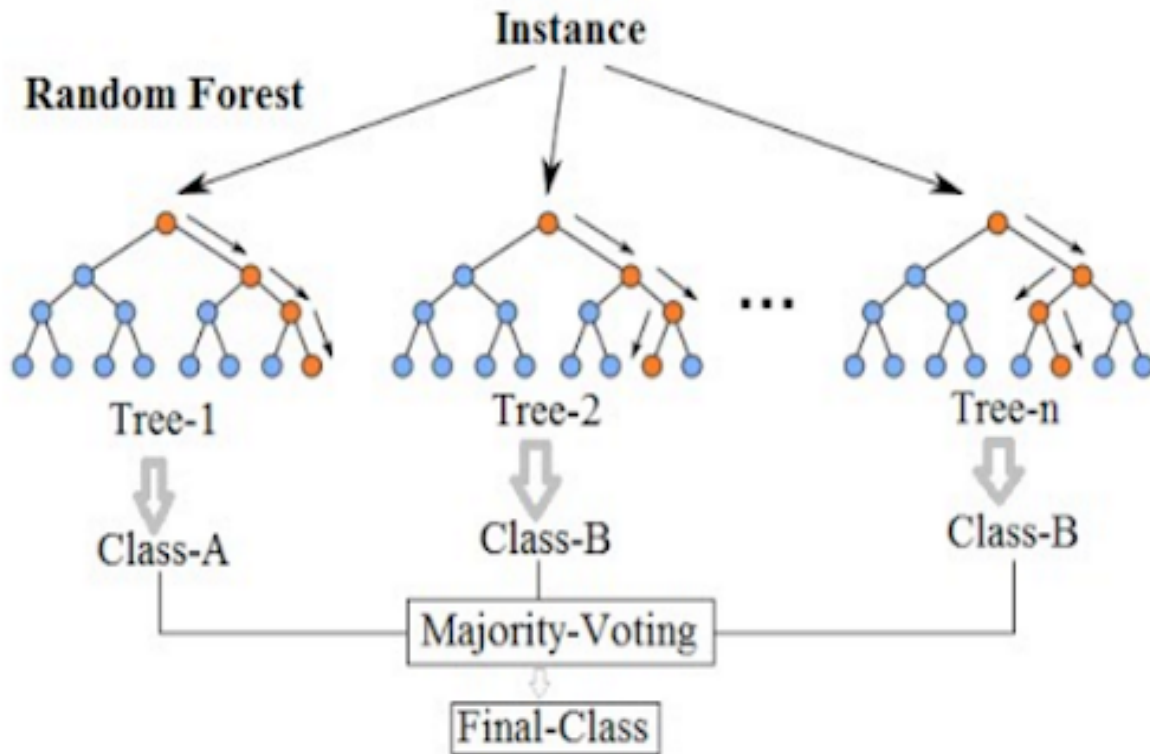 Instance
Random Forest
...
Tree-1
Tree-2
Tree-n
Class-A
Class-B
Class-B
Majority-Voting
Final-Class